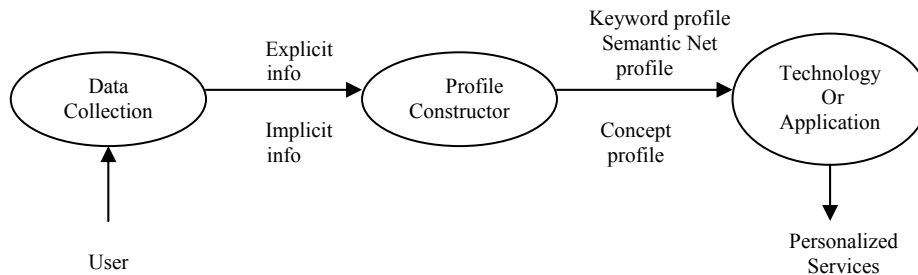 Data
Collection
User
Explicit
info
Implicit
info
Profile
Constructor
Keyword profile
Semantic Net
profile
Concept
profile
Technology
Or
Application
Personalized
Services